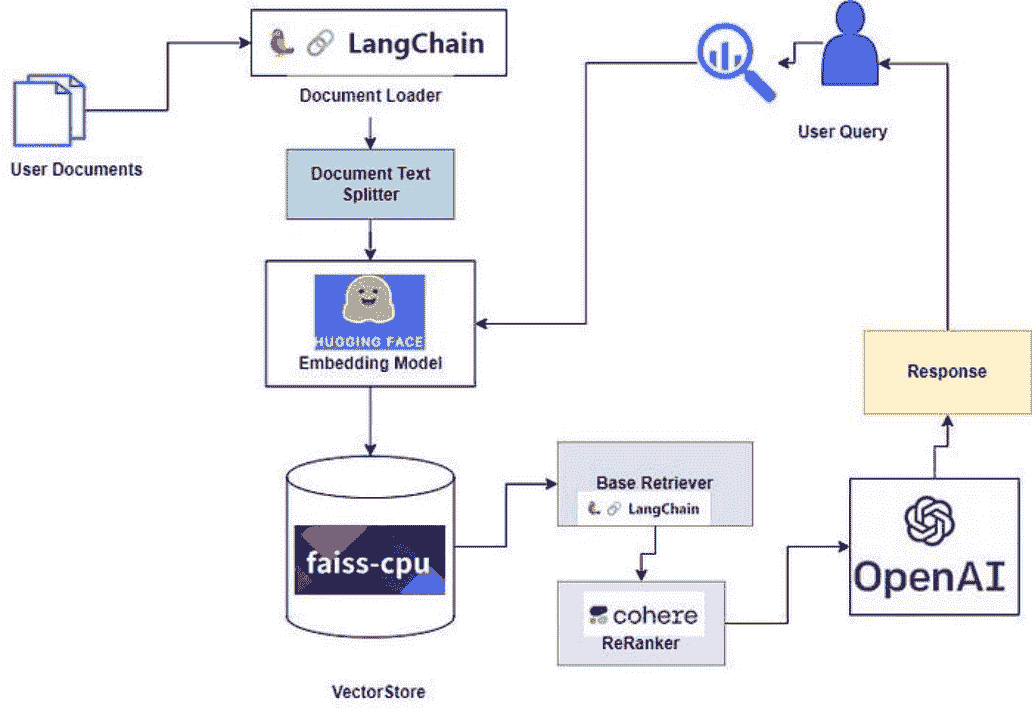 LangChain
Document Loader
User Documents
User Query
Document Text
Splitter
HUGGING FACE
Embedding Model
Response
Base Retriever
LangChain
faiss-cpu
OpenAI
cohere
ReRanker
VectorStore